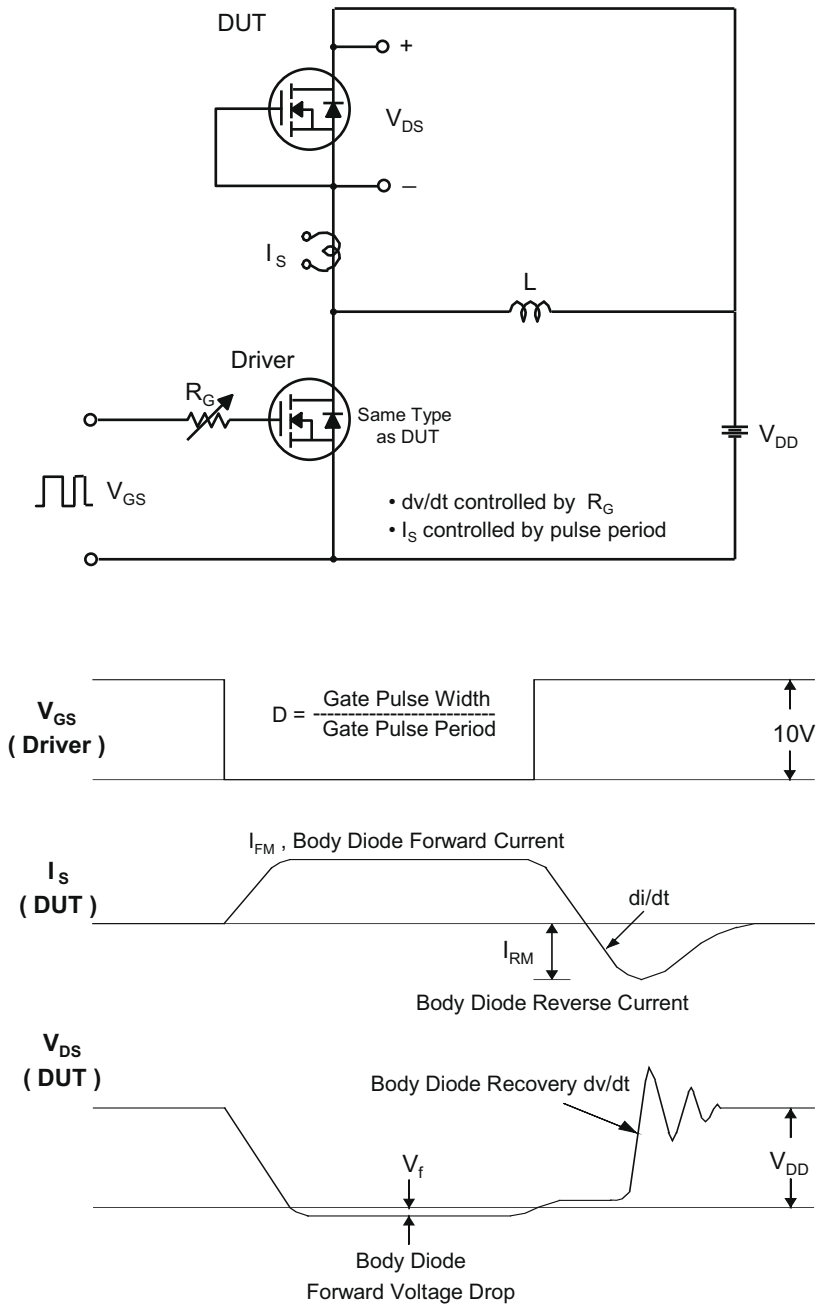 DUT
+
V_DS
–
I_S
L
Driver
R_G
Same Type
as DUT
V_DD
V_GS
• dv/dt controlled by R_G
• I_S controlled by pulse period
V_GS
( Driver )
D = Gate Pulse Width
Gate Pulse Period
10V
I_FM , Body Diode Forward Current
I_S
( DUT )
di/dt
I_RM
Body Diode Reverse Current
V_DS
( DUT )
Body Diode Recovery dv/dt
V_f
V_DD
Body Diode
Forward Voltage Drop